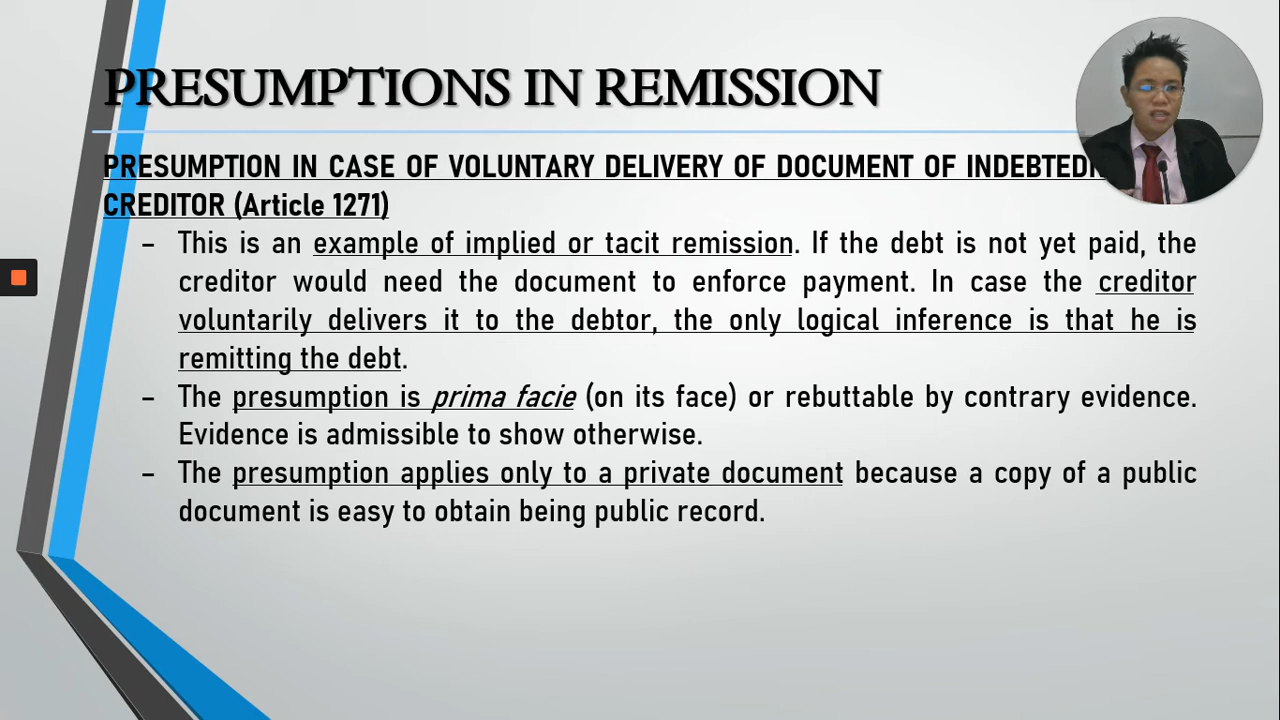 PRESUMPTIONS IN REMISSION
PRESUMPTION IN CASE OF VOLUNTARY DELIVERY OF DOCUMENT OF
CREDITOR (Article 1271)
– This is an example of implied or tacit remission. If the debt is not yet paid, the
creditor would need the document to enforce payment. In case the creditor
voluntarily delivers it to the debtor, the only logical inference is that he is
remitting the debt.
– The presumption is prima facie (on its face) or rebuttable by contrary evidence.
Evidence is admissible to show otherwise.
– The presumption applies only to a private document because a copy of a public
document is easy to obtain being public record.